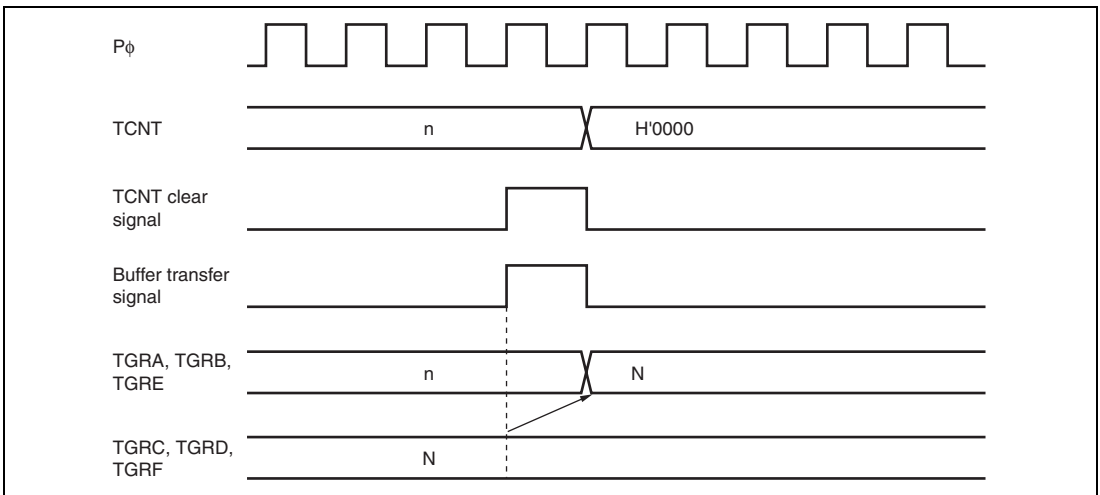 Pϕ
TCNT
n
H'0000
TCNT clear
signal
Buffer transfer
signal
TGRA, TGRB,
TGRE
n
N
TGRC, TGRD,
TGRF
N